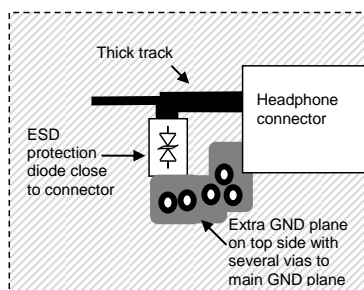 Thick track
Headphone
connector
ESD
protection
diode close
to connector
Extra GND plane
on top side with
several vias to
main GND plane